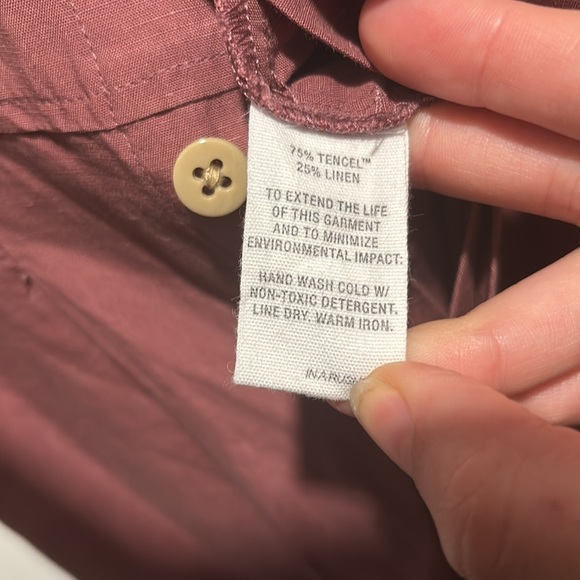 75% TENCEL™
25% LINEN
TO EXTEND THE LIFE
OF THIS GARMENT
AND TO MINIMIZE
ENVIRONMENTAL IMPACT:
HAND WASH COLD W/
NON-TOXIC DETERGENT.
LINE DRY. WARM IRON.